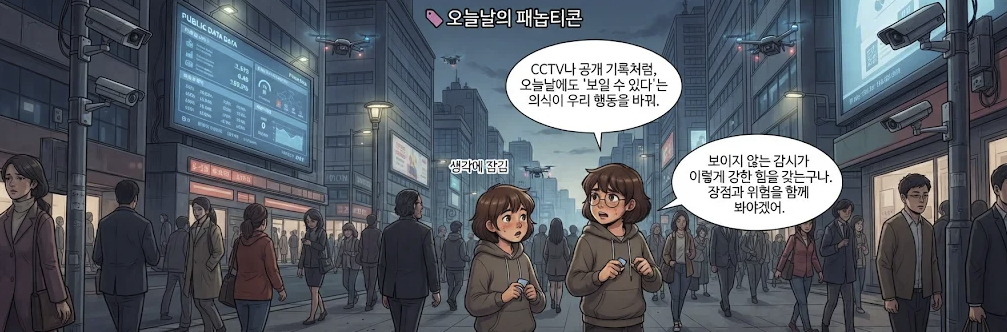 오늘날의 패놉티콘
PUBLIC DATA
CCTV나 공개 기록처럼,
오늘날에도 '보일 수 있다'는
의식이 우리 행동을 바꿔.
생각에 잠김
보이지 않는 감시가
이렇게 강한 힘을 갖는구나.
장점과 위험을 함께
봐야겠어.